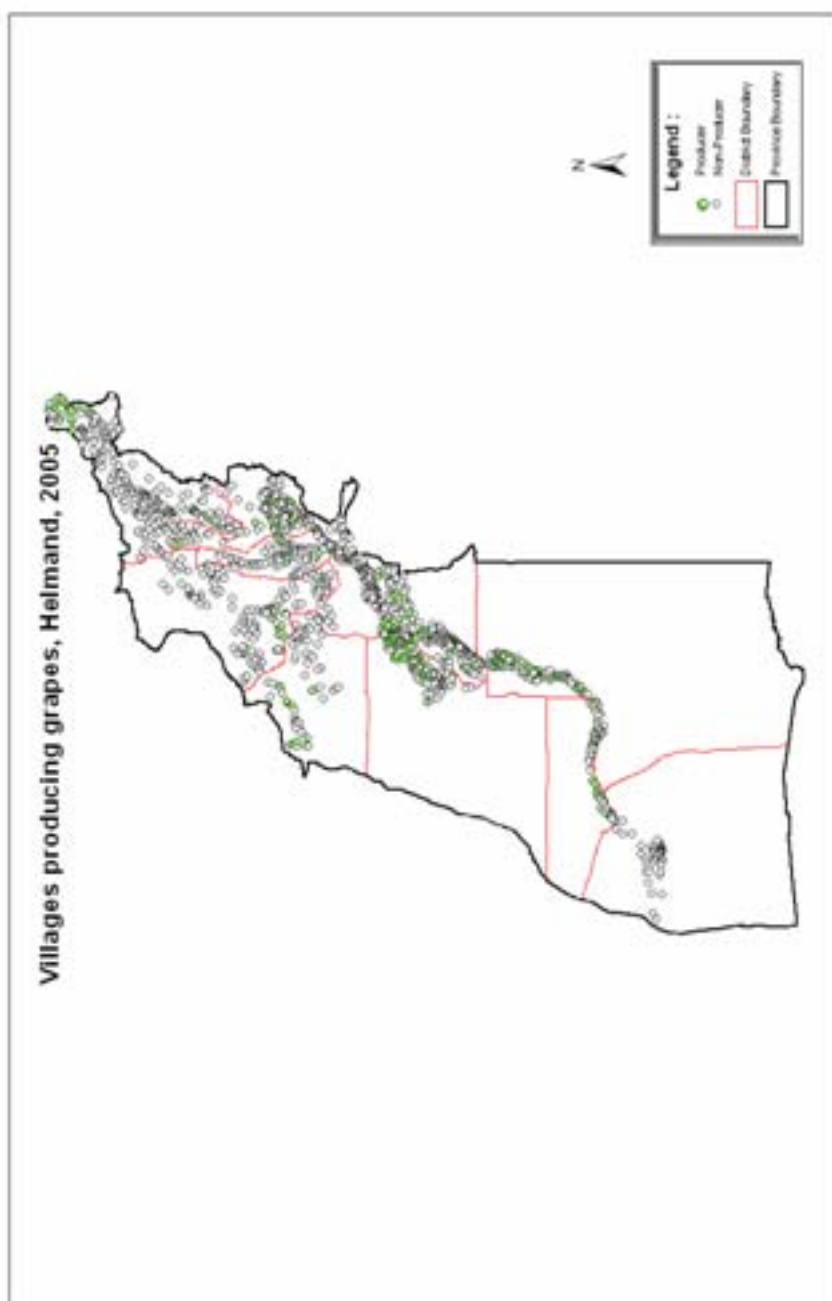 Villages producing grapes, Helmand, 2005
N
Legend :
Producer
Non-Producer
District Boundary
Province Boundary